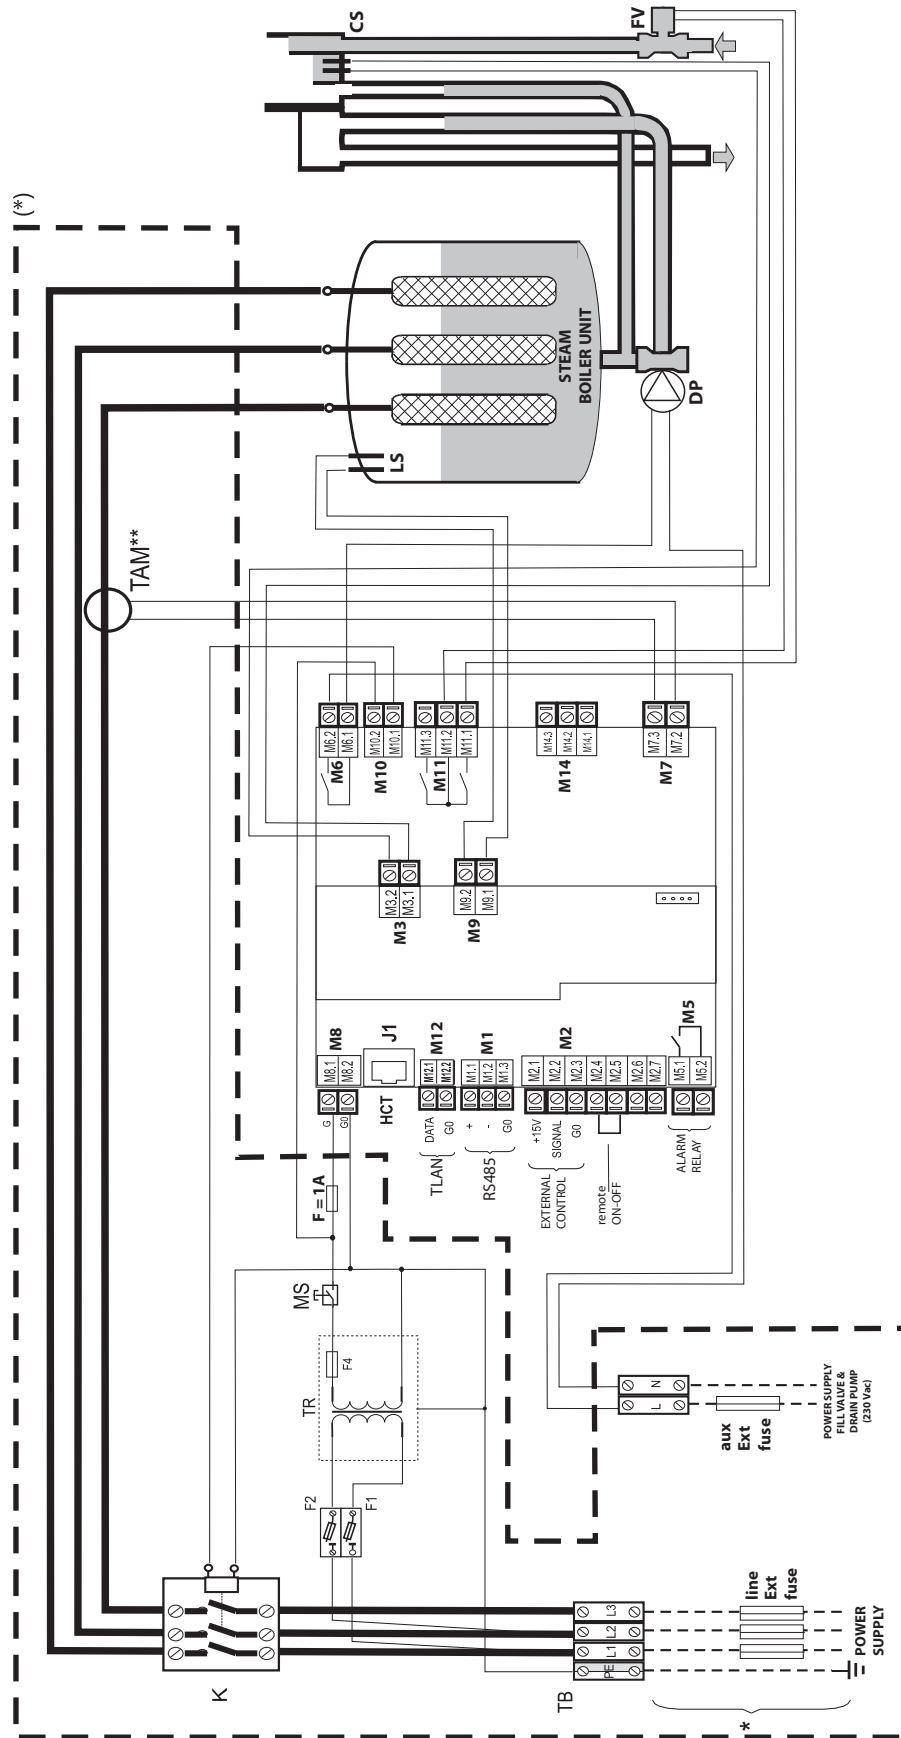 CS
FV
(*)
STEAM
BOILER UNIT
DP
LS
TAM**
M6.2
M6.1
M10.2
M10.1
M11.3
M11.2
M11.1
M14.3
M14.2
M14.1
M7.3
M7.2
M6
M10
M11
M14
M7
M3.2
M3.1
M9.2
M9.1
M3
M9
M8
J1
M12
M1
M2
M5
M8.1
M8.2
M12.1
M12.2
M1.1
M1.2
M1.3
M2.1
M2.2
M2.3
M2.4
M2.5
M2.6
M2.7
M5.1
M5.2
HCT
G
G0
DATA
G0
+
-
G0
+15V
SIGNAL
G0
TLAN
RS485
EXTERNAL
CONTROL
remote
ON-OFF
ALARM
RELAY
F = 1A
MS
TR
F4
F2
F1
L
N
aux
Ext
fuse
POWER SUPPLY
FILL VALVE &
DRAIN PUMP
(230 Vac)
K
TB
PE
L1
L2
L3
line
Ext
fuse
POWER
SUPPLY
*